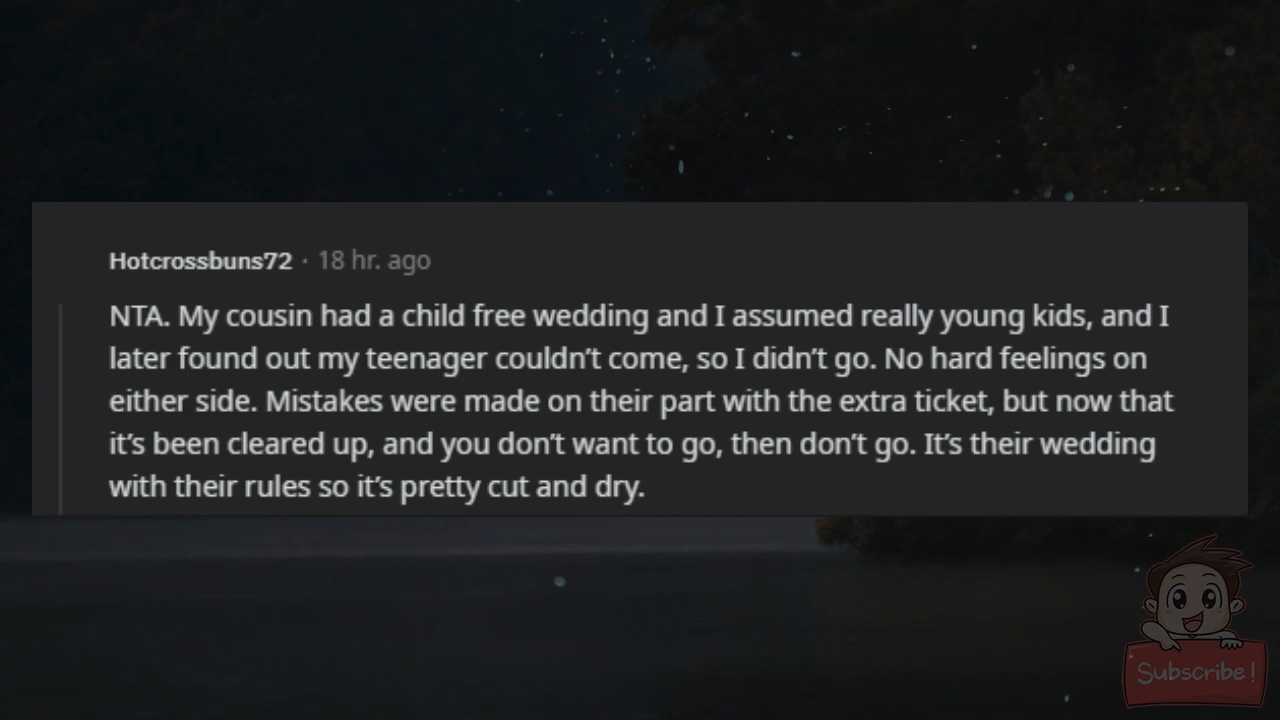 Hotcrossbuns72 · 18 hr. ago
NTA. My cousin had a child free wedding and I assumed really young kids, and I
later found out my teenager couldn’t come, so I didn’t go. No hard feelings on
either side. Mistakes were made on their part with the extra ticket, but now that
it’s been cleared up, and you don’t want to go, then don’t go. It’s their wedding
with their rules so it’s pretty cut and dry.
Subscribe!